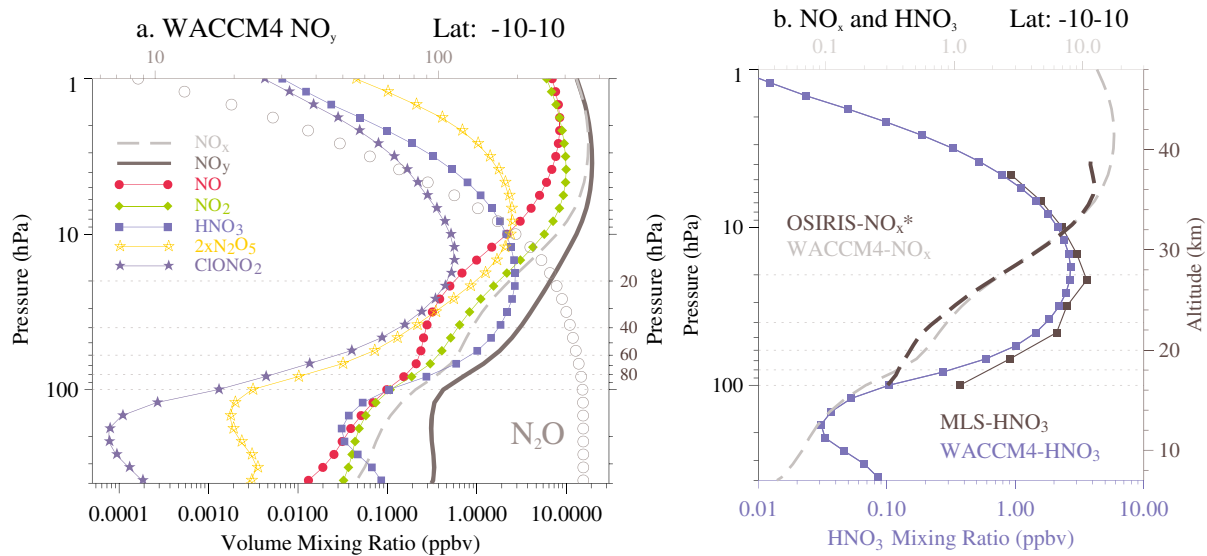 a. WACCM4 NOy Lat: -10-10
10 100
1
10
100
Pressure (hPa)
NOx
NOy
NO
NO2
HNO3
2xN2O5
ClONO2
N2O
20
40
60
80
Pressure (hPa)
0.0001 0.0010 0.0100 0.1000 1.0000 10.0000
Volume Mixing Ratio (ppbv)
b. NOx and HNO3 Lat: -10-10
0.1 1.0 10.0
1
10
100
Pressure (hPa)
OSIRIS-NOx*
WACCM4-NOx
MLS-HNO3
WACCM4-HNO3
40
30
20
10
Altitude (km)
0.01 0.10 1.00 10.00
HNO3 Mixing Ratio (ppbv)